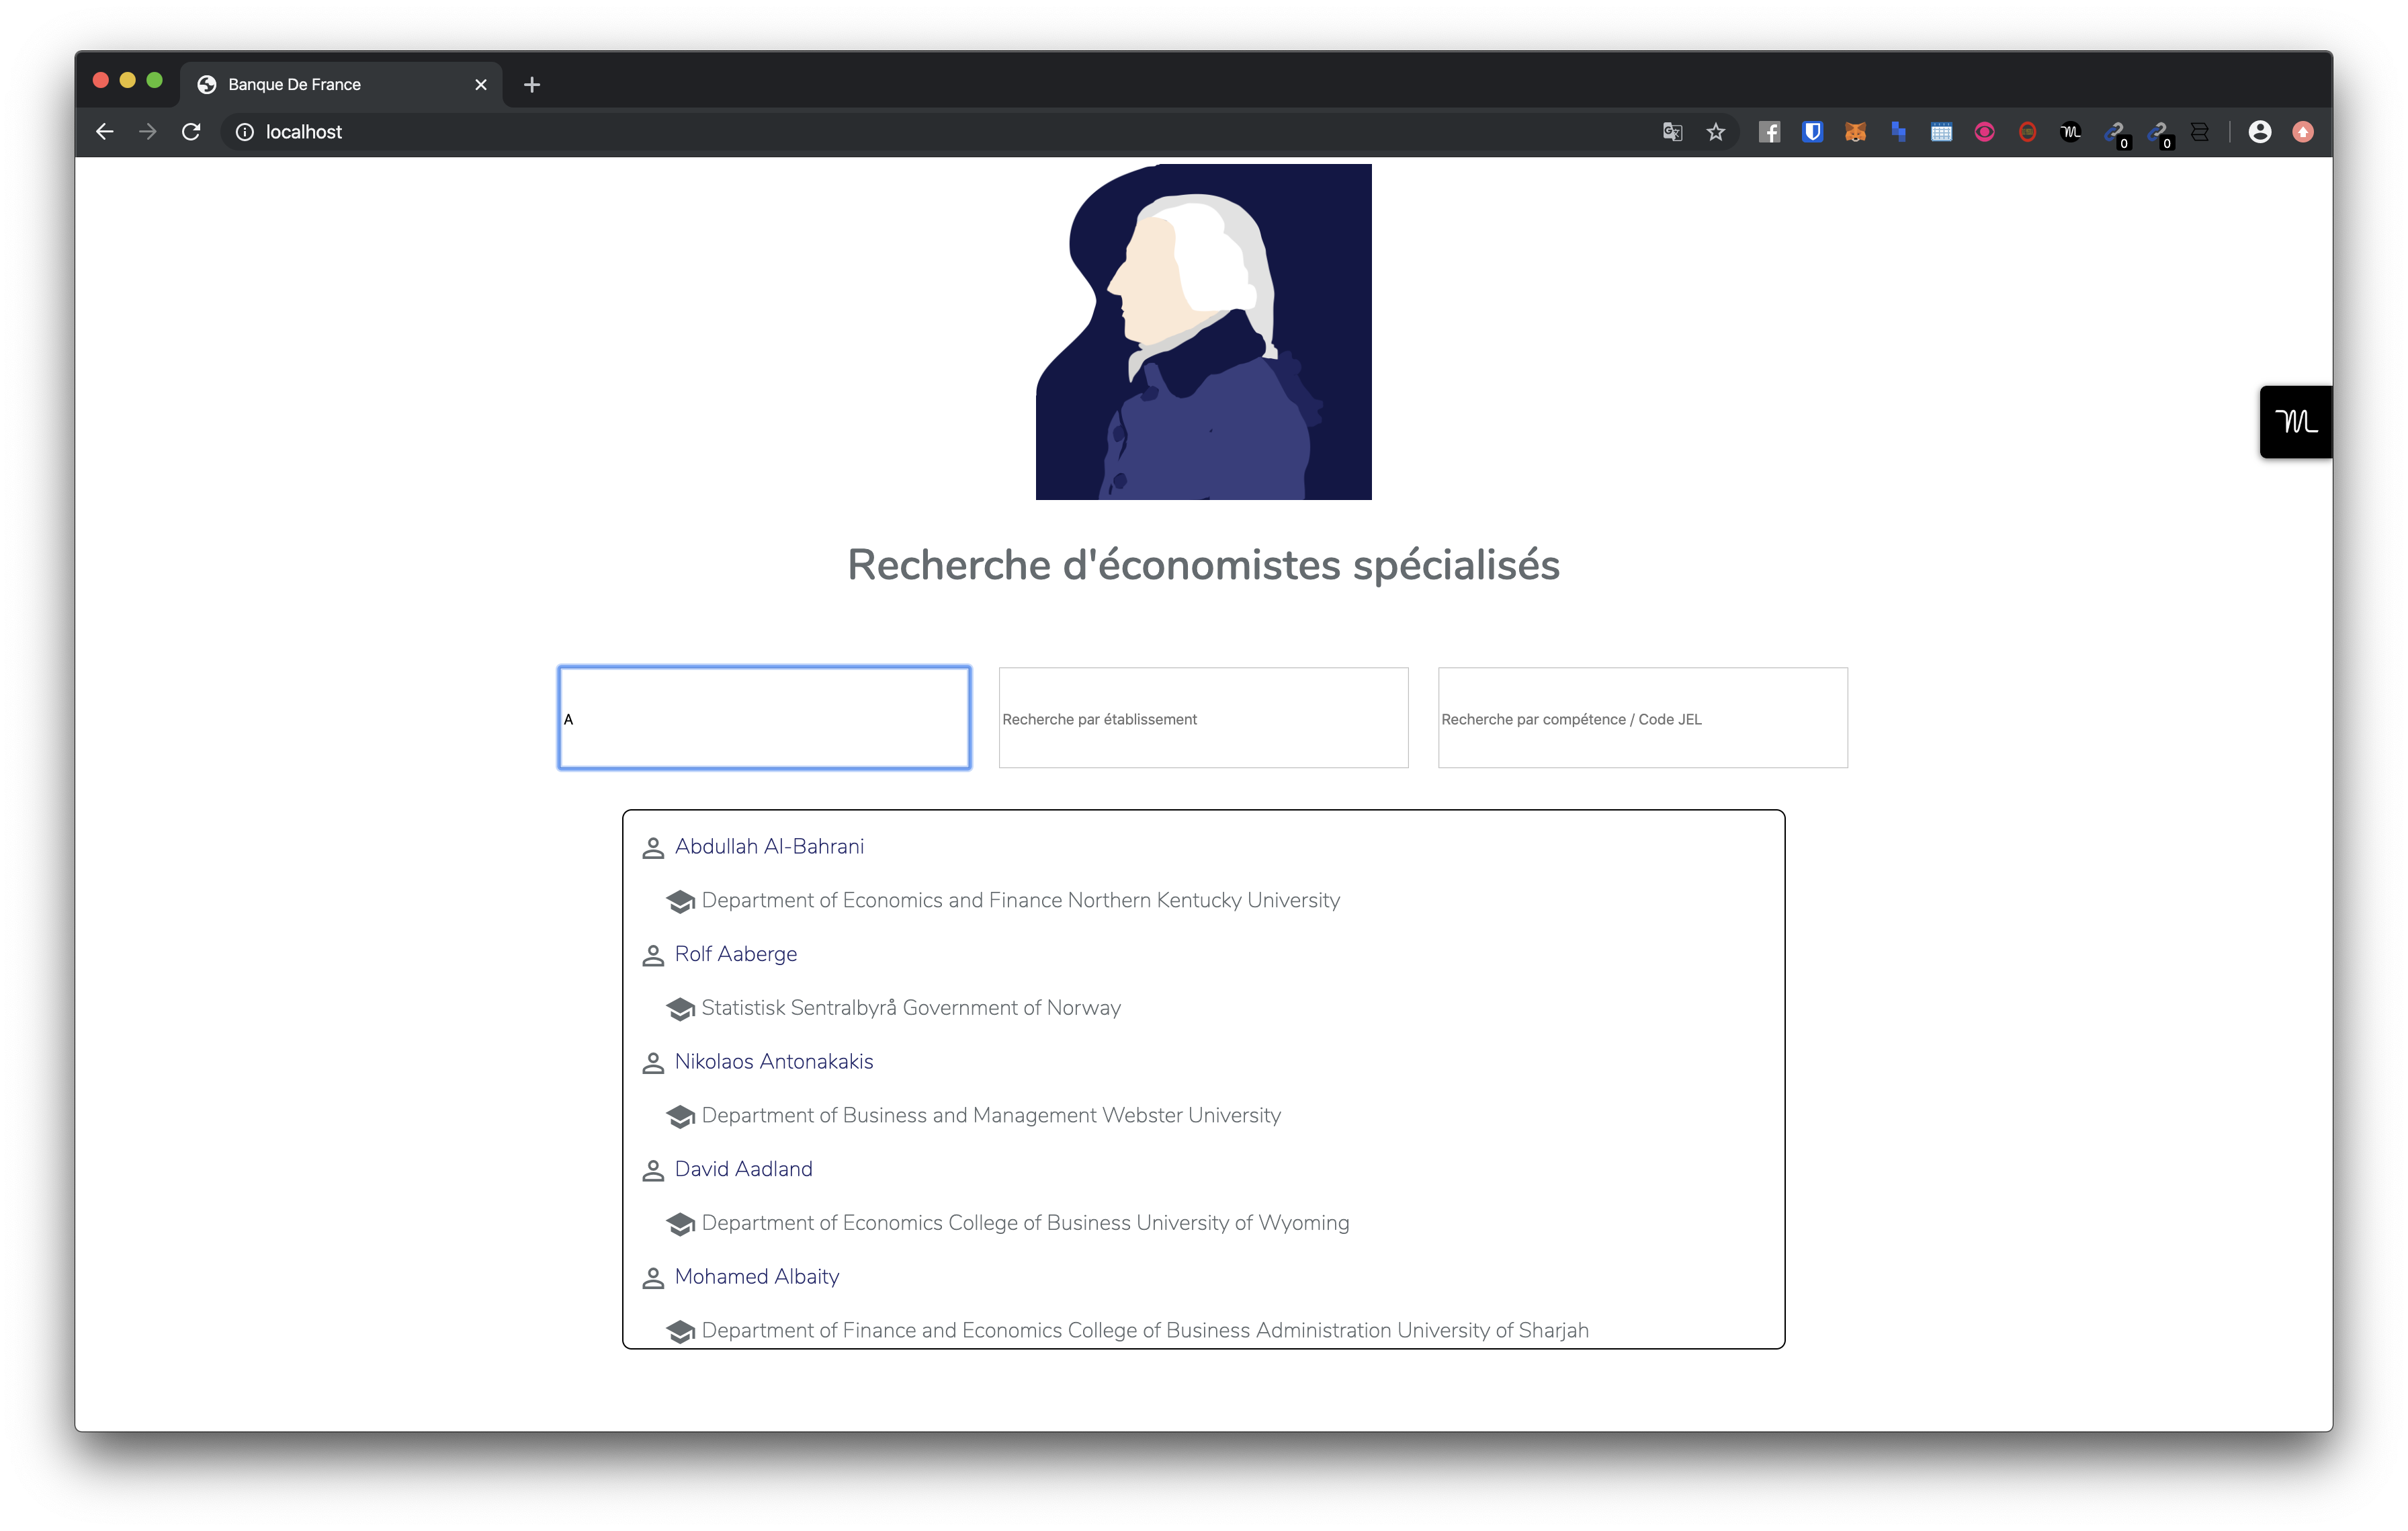 Banque De France
localhost
0
0
Recherche d'économistes spécialisés
A
Recherche par établissement
Recherche par compétence / Code JEL
Abdullah Al-Bahrani
Department of Economics and Finance Northern Kentucky University
Rolf Aaberge
Statistisk Sentralbyrå Government of Norway
Nikolaos Antonakakis
Department of Business and Management Webster University
David Aadland
Department of Economics College of Business University of Wyoming
Mohamed Albaity
Department of Finance and Economics College of Business Administration University of Sharjah